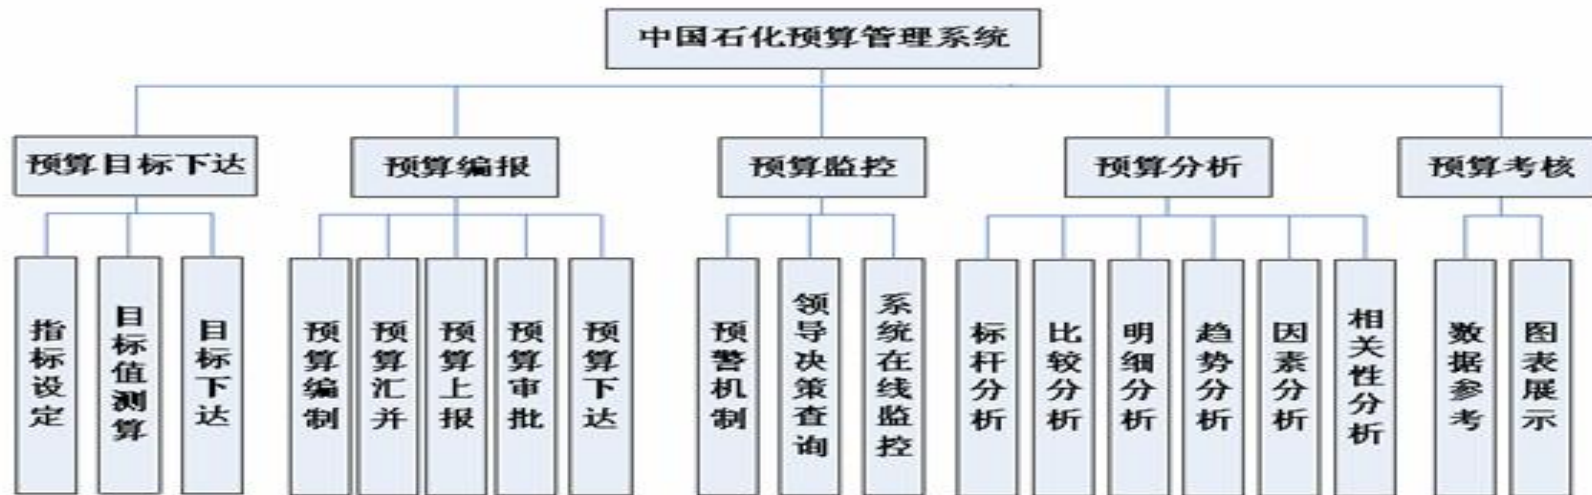 中国石化预算管理系统
预算目标下达
预算编报
预算监控
预算分析
预算考核
指标设定
目标值测算
目标下达
预算编制
预算汇并
预算上报
预算审批
预算下达
预警机制
领导决策查询
系统在线监控
标杆分析
比较分析
明细分析
趋势分析
因素分析
相关性分析
数据参考
图表展示